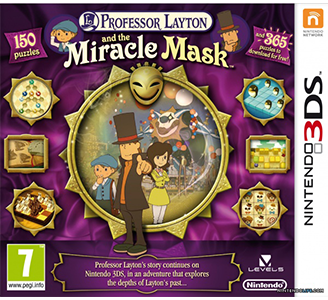 PROFESSOR LAYTON
and the
Miracle Mask
TM
150
puzzles
and 365
puzzles to
download for free!
NINTENDO
NETWORK
NINTENDO 3DS
Professor Layton's story continues on
Nintendo 3DS, in an adventure that explores
the depths of Layton's past...
7
www.pegi.info
LEVEL5
Nintendo